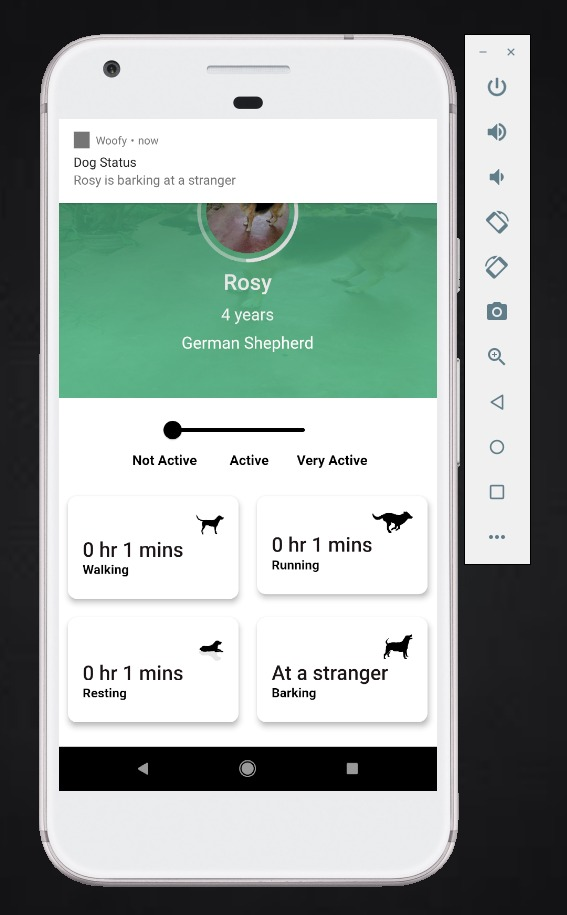 Woofy • now
Dog Status
Rosy is barking at a stranger
Rosy
4 years
German Shepherd
Not Active Active Very Active
0 hr 1 mins
Walking
0 hr 1 mins
Running
0 hr 1 mins
Resting
At a stranger
Barking